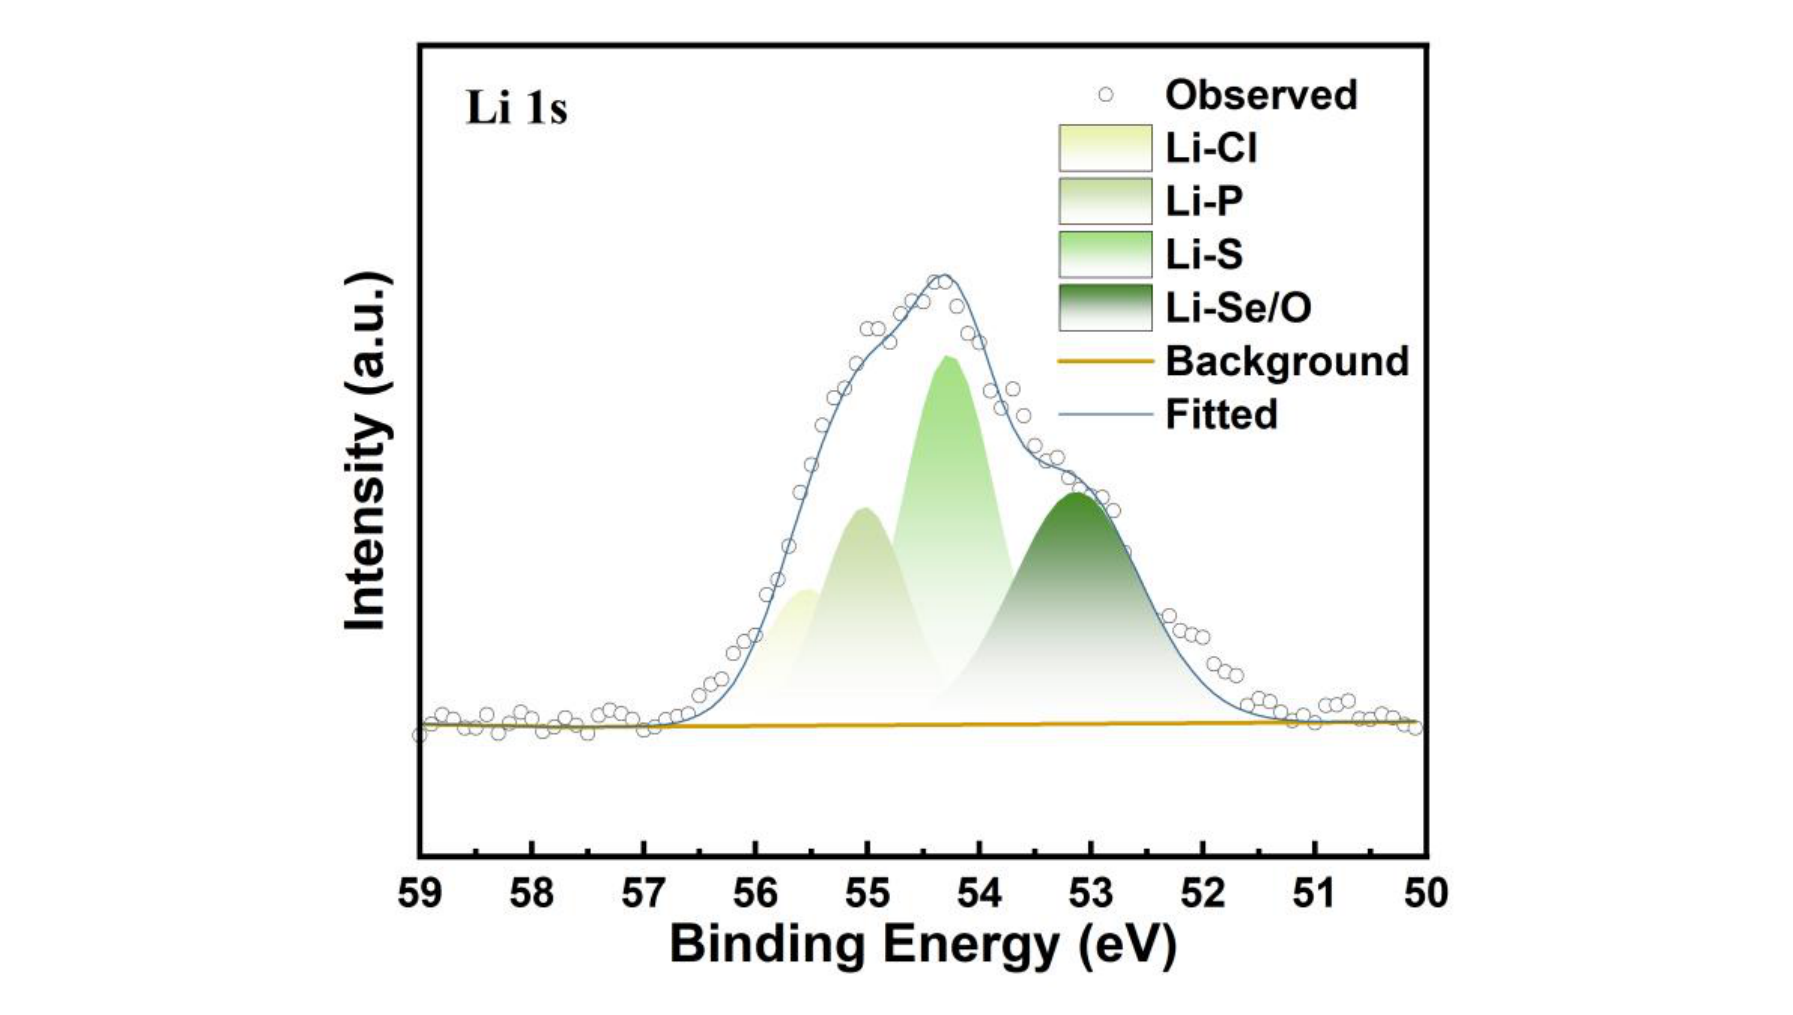 Li 1s
Observed
Li-Cl
Li-P
Li-S
Li-Se/O
Background
Fitted
Intensity (a.u.)
59 58 57 56 55 54 53 52 51 50
Binding Energy (eV)